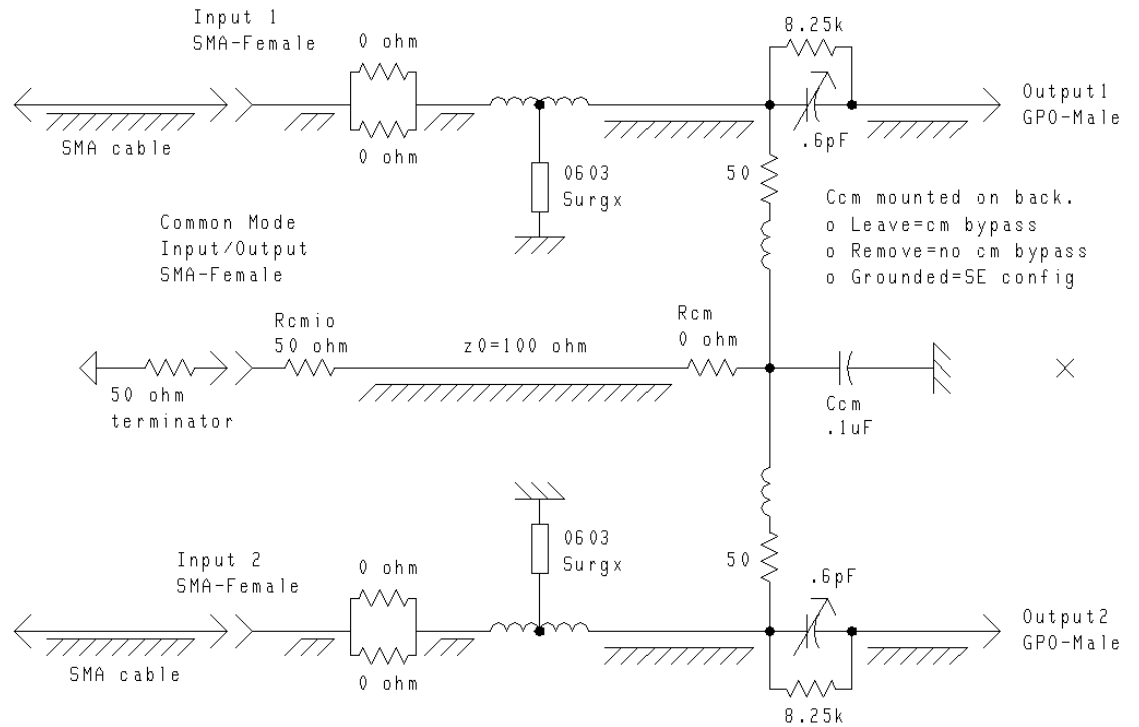 Input 1
SMA-Female
0 ohm
0 ohm
SMA cable
0603
Surgx
8.25k
.6pF
Output1
GPO-Male
50
Ccm mounted on back.
o Leave=cm bypass
o Remove=no cm bypass
o Grounded=SE config
Common Mode
Input/Output
SMA-Female
Rcmio
50 ohm
z0=100 ohm
Rcm
0 ohm
50 ohm
terminator
Ccm
.1uF
0603
Surgx
50
Input 2
SMA-Female
0 ohm
0 ohm
SMA cable
.6pF
8.25k
Output2
GPO-Male